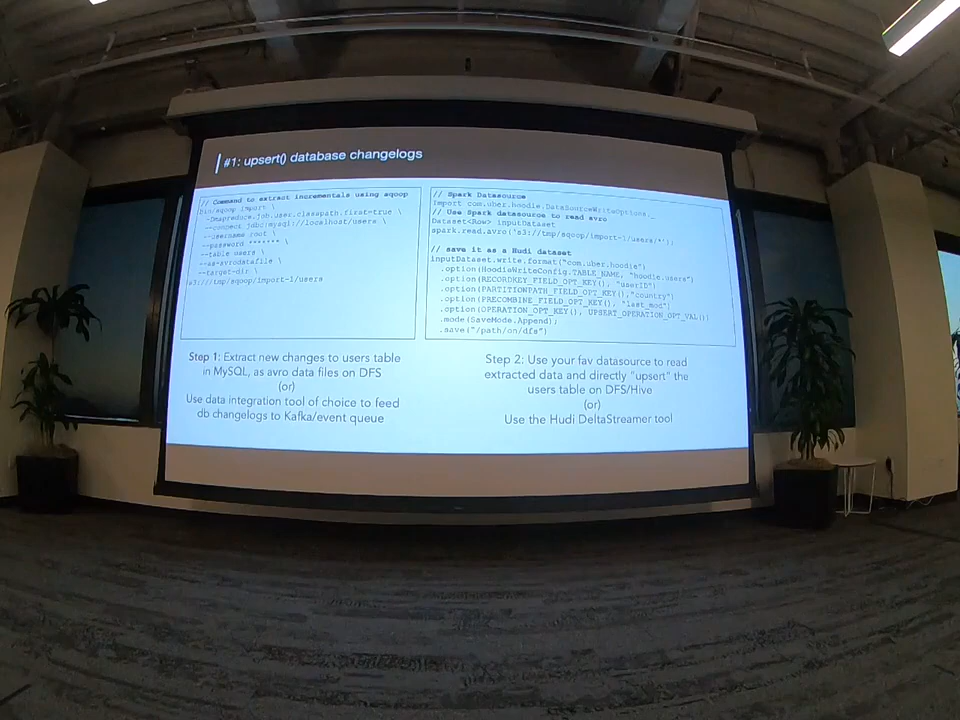 #1: upsert() database changelogs
// Command to extract incrementals using sqoop
bin/sqoop import \
-Dmapreduce.job.user.classpath.first=true \
--connect jdbc:mysql://localhost/users \
--username root \
--password ******* \
--table users \
--as-avrodatafile \
--target-dir \
s3:///tmp/sqoop/import-1/users
// Spark Datasource
Import com.uber.hoodie.DataSourceWriteOptions._
// Use Spark datasource to read avro
Dataset<Row> inputDataset
spark.read.avro('s3://tmp/sqoop/import-1/users/*');
// save it as a Hudi dataset
inputDataset.write.format("com.uber.hoodie")
.option(HoodieWriteConfig.TABLE_NAME, "hoodie.users")
.option(RECORDKEY_FIELD_OPT_KEY(), "userID")
.option(PARTITIONPATH_FIELD_OPT_KEY(),"country")
.option(PRECOMBINE_FIELD_OPT_KEY(), "last_mod")
.option(OPERATION_OPT_KEY(), UPSERT_OPERATION_OPT_VAL())
.mode(SaveMode.Append);
.save("/path/on/dfs")
Step 1: Extract new changes to users table
in MySQL, as avro data files on DFS
(or)
Use data integration tool of choice to feed
db changelogs to Kafka/event queue
Step 2: Use your fav datasource to read
extracted data and directly "upsert" the
users table on DFS/Hive
(or)
Use the Hudi DeltaStreamer tool